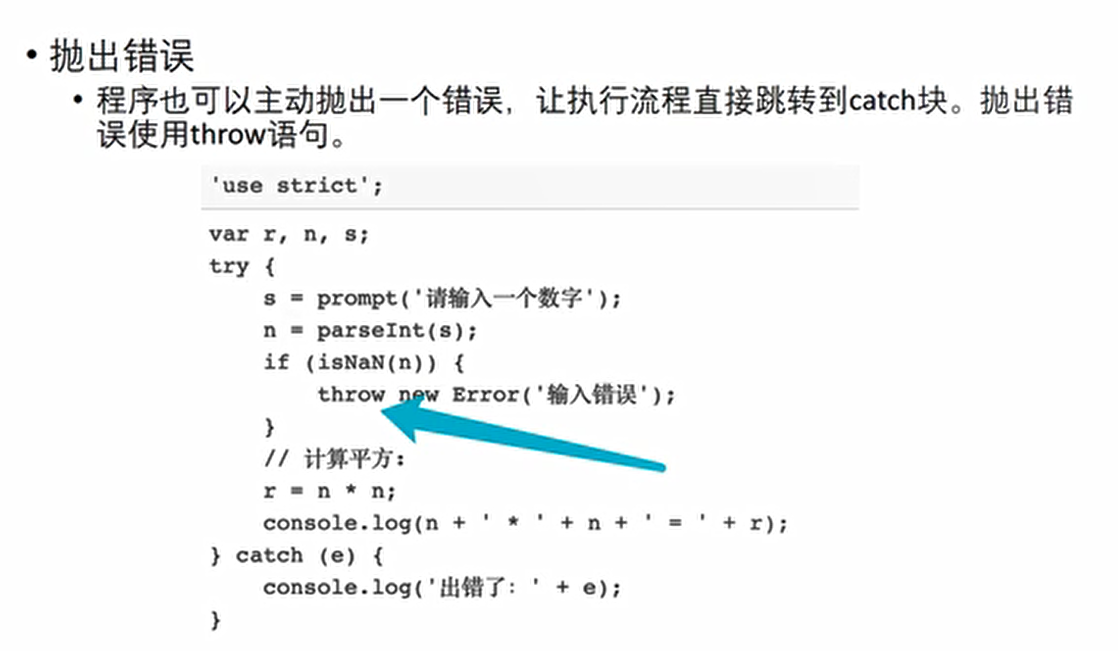 • 抛出错误
• 程序也可以主动抛出一个错误，让执行流程直接跳转到catch块。抛出错
误使用throw语句。
'use strict';
var r, n, s;
try {
    s = prompt('请输入一个数字');
    n = parseInt(s);
    if (isNaN(n)) {
        throw new Error('输入错误');
    }
    // 计算平方:
    r = n * n;
    console.log(n + ' * ' + n + ' = ' + r);
} catch (e) {
    console.log('出错了: ' + e);
}